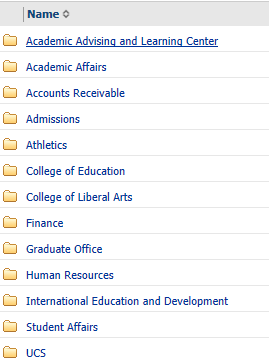 Name
Academic Advising and Learning Center
Academic Affairs
Accounts Receivable
Admissions
Athletics
College of Education
College of Liberal Arts
Finance
Graduate Office
Human Resources
International Education and Development
Student Affairs
UCS